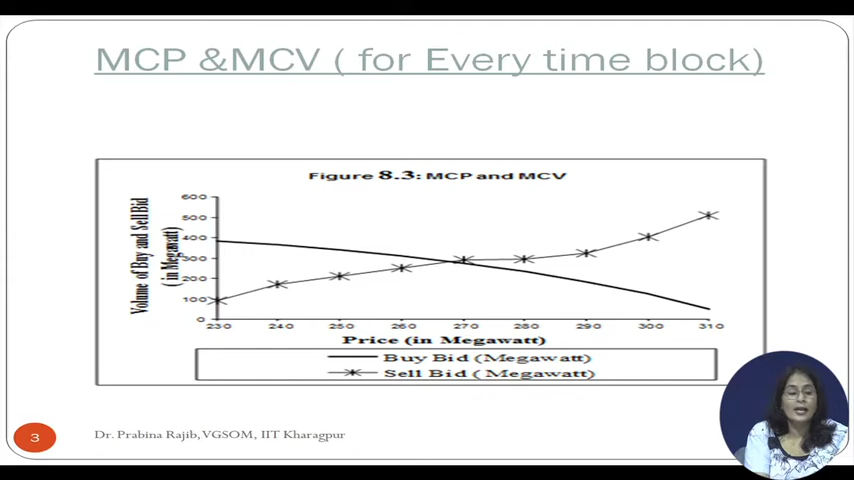 MCP &MCV ( for Every time block)
Figure 8.3: MCP and MCV
Volume of Buy and Sell Bid
( in Megawatt)
600
500
400
300
200
100
0
230 240 250 260 270 280 290 300 310
Price (in Megawatt)
Buy Bid (Megawatt)
Sell Bid ( Megawatt)
3
Dr. Prabina Rajib, VGSOM, IIT Kharagpur